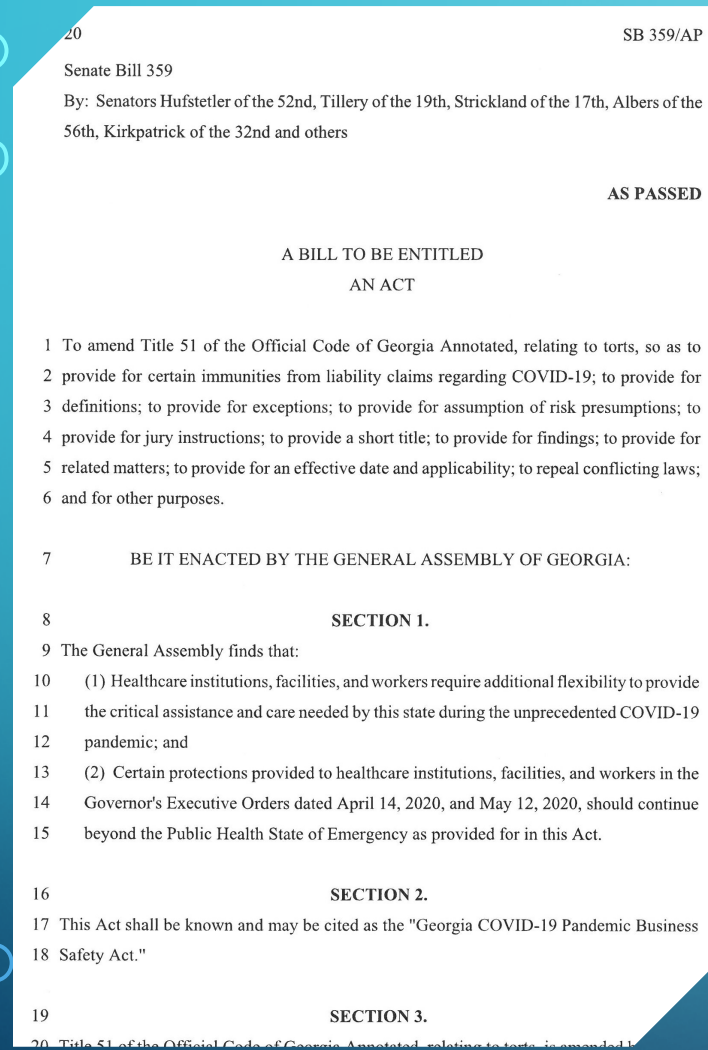 20 SB 359/AP
Senate Bill 359
By: Senators Hufstetler of the 52nd, Tillery of the 19th, Strickland of the 17th, Albers of the
56th, Kirkpatrick of the 32nd and others
AS PASSED
A BILL TO BE ENTITLED
AN ACT
1 To amend Title 51 of the Official Code of Georgia Annotated, relating to torts, so as to
2 provide for certain immunities from liability claims regarding COVID-19; to provide for
3 definitions; to provide for exceptions; to provide for assumption of risk presumptions; to
4 provide for jury instructions; to provide a short title; to provide for findings; to provide for
5 related matters; to provide for an effective date and applicability; to repeal conflicting laws;
6 and for other purposes.
7 BE IT ENACTED BY THE GENERAL ASSEMBLY OF GEORGIA:
8 SECTION 1.
9 The General Assembly finds that:
10 (1) Healthcare institutions, facilities, and workers require additional flexibility to provide
11 the critical assistance and care needed by this state during the unprecedented COVID-19
12 pandemic; and
13 (2) Certain protections provided to healthcare institutions, facilities, and workers in the
14 Governor's Executive Orders dated April 14, 2020, and May 12, 2020, should continue
15 beyond the Public Health State of Emergency as provided for in this Act.
16 SECTION 2.
17 This Act shall be known and may be cited as the "Georgia COVID-19 Pandemic Business
18 Safety Act."
19 SECTION 3.
20 Title 51 of the Official Code of Georgia Annotated, relating to torts, is amended